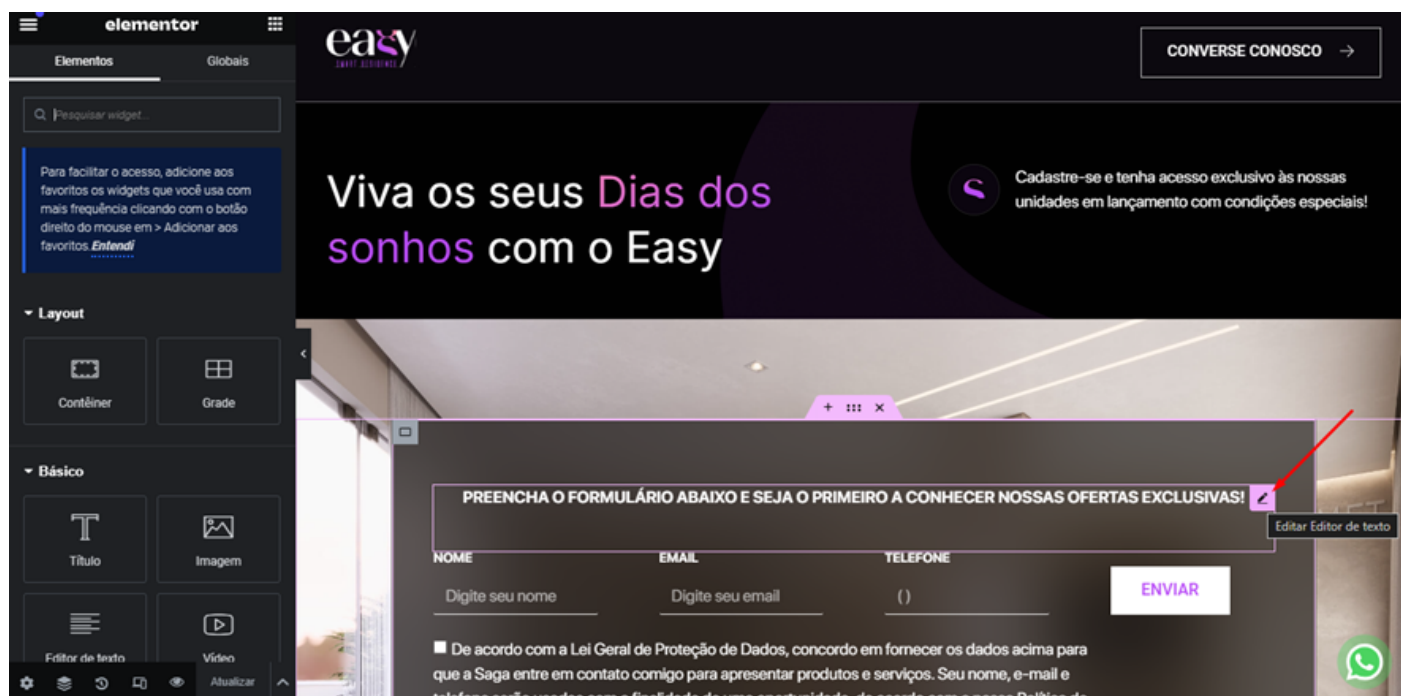 elementor
Elementos
Globais
Pesquisar widget...
Para facilitar o acesso, adicione aos
favoritos os widgets que você usa com
mais frequência clicando com o botão
direito do mouse em > Adicionar aos
favoritos. Entendi
Layout
Contêiner
Grade
Básico
Título
Imagem
Editor de texto
Vídeo
Atualizar
easy
SMART RESIDENCE
CONVERSE CONOSCO →
Viva os seus Dias dos
sonhos com o Easy
Cadastre-se e tenha acesso exclusivo às nossas
unidades em lançamento com condições especiais!
PREENCHA O FORMULÁRIO ABAIXO E SEJA O PRIMEIRO A CONHECER NOSSAS OFERTAS EXCLUSIVAS!
Editar Editor de texto
NOME
EMAIL
TELEFONE
Digite seu nome
Digite seu email
( )
ENVIAR
De acordo com a Lei Geral de Proteção de Dados, concordo em fornecer os dados acima para
que a Saga entre em contato comigo para apresentar produtos e serviços. Seu nome, e-mail e